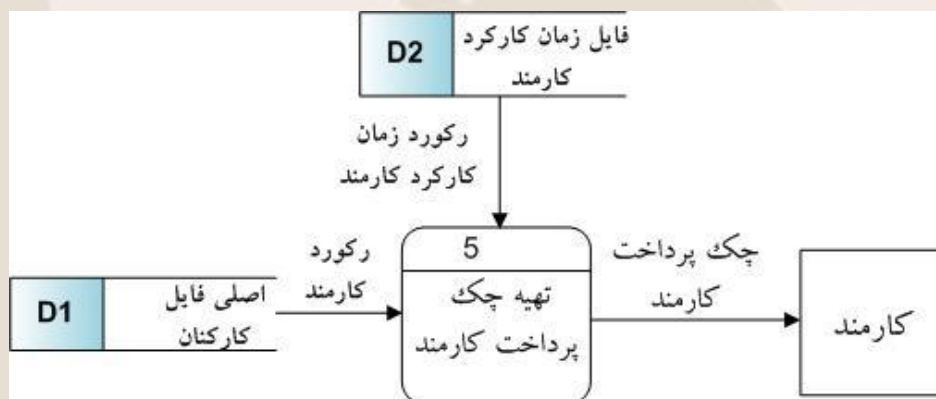 D2
فایل زمان کارکرد
کارمند
رکورد زمان
کارکرد کارمند
5
تهیه چک
پرداخت کارمند
چک پرداخت
کارمند
کارمند
رکورد
کارمند
D1
اصلی فایل
کارکنان